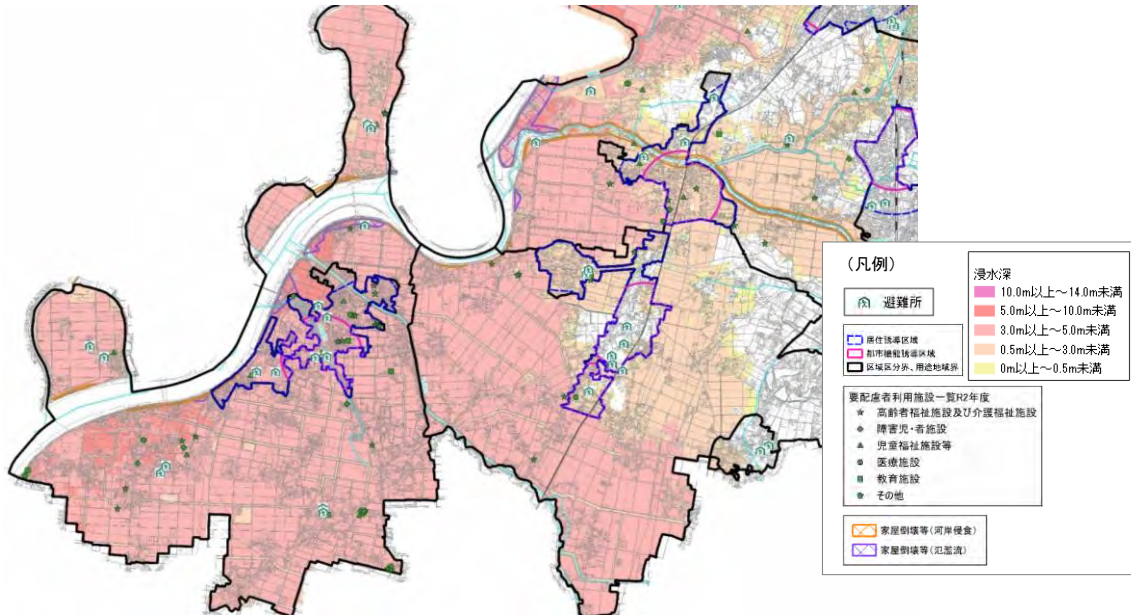 (凡例)
避難所
居住誘導区域
都市機能誘導区域
区域区分界、用途地域界
浸水深
10.0m以上～14.0m未満
5.0m以上～10.0m未満
3.0m以上～5.0m未満
0.5m以上～3.0m未満
0m以上～0.5m未満
要配慮者利用施設一覧R2年度
高齢者福祉施設及び介護福祉施設
障害児・者施設
児童福祉施設等
医療施設
教育施設
その他
家屋倒壊等(河岸侵食)
家屋倒壊等(氾濫流)